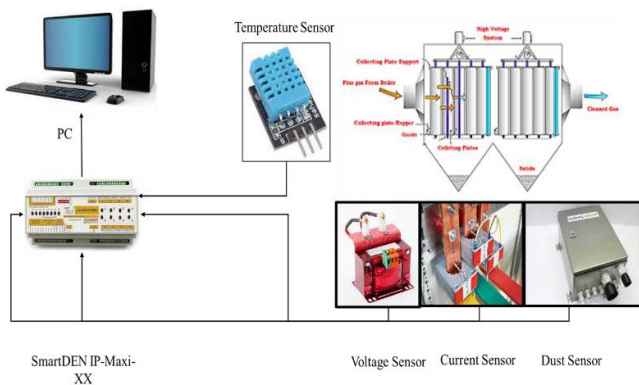 Temperature Sensor
High Voltage
System
Collecting Plate Support
Flue gas From Boiler
Cleaned Gas
Collecting plate Rapper
Guide
Collecting Plates
Solids
PC
SmartDEN IP-Maxi-
XX
Voltage Sensor
Current Sensor
Dust Sensor